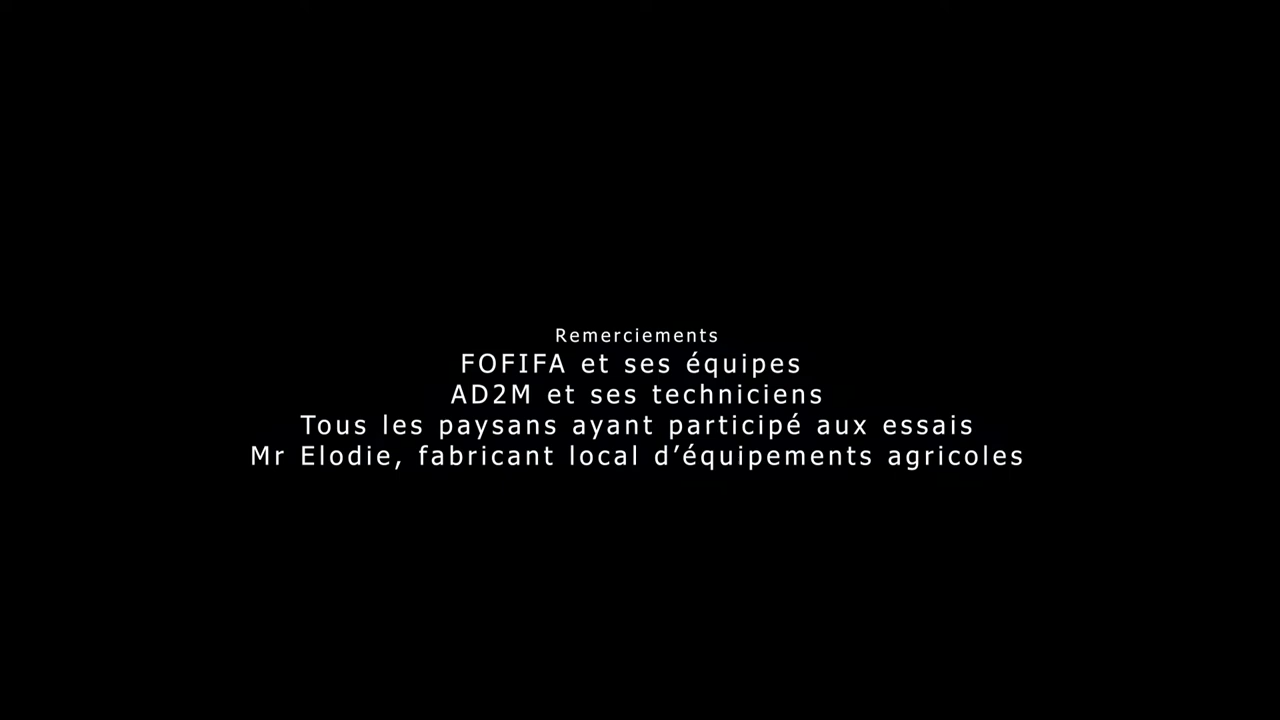 Remerciements
FOFIFA et ses équipes
AD2M et ses techniciens
Tous les paysans ayant participé aux essais
Mr Elodie, fabricant local d’équipements agricoles